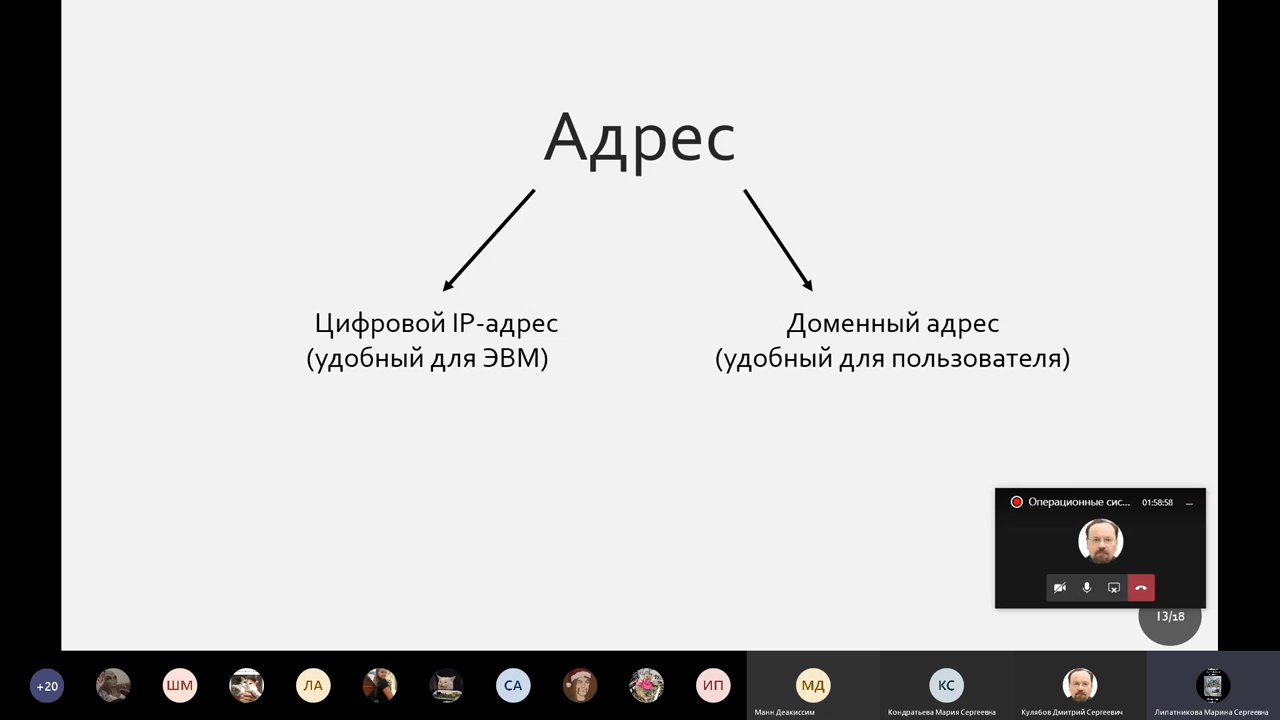 Адрес
Цифровой IP-адрес
(удобный для ЭВМ)
Доменный адрес
(удобный для пользователя)
Операционные сис...
01:58:58
13/18
+20
ШМ
ЛА
СА
ИП
МД
КС
Манн Деакиссим
Кондратьева Мария Сергеевна
Кулябов Дмитрий Сергеевич
Липатникова Марина Сергеевна